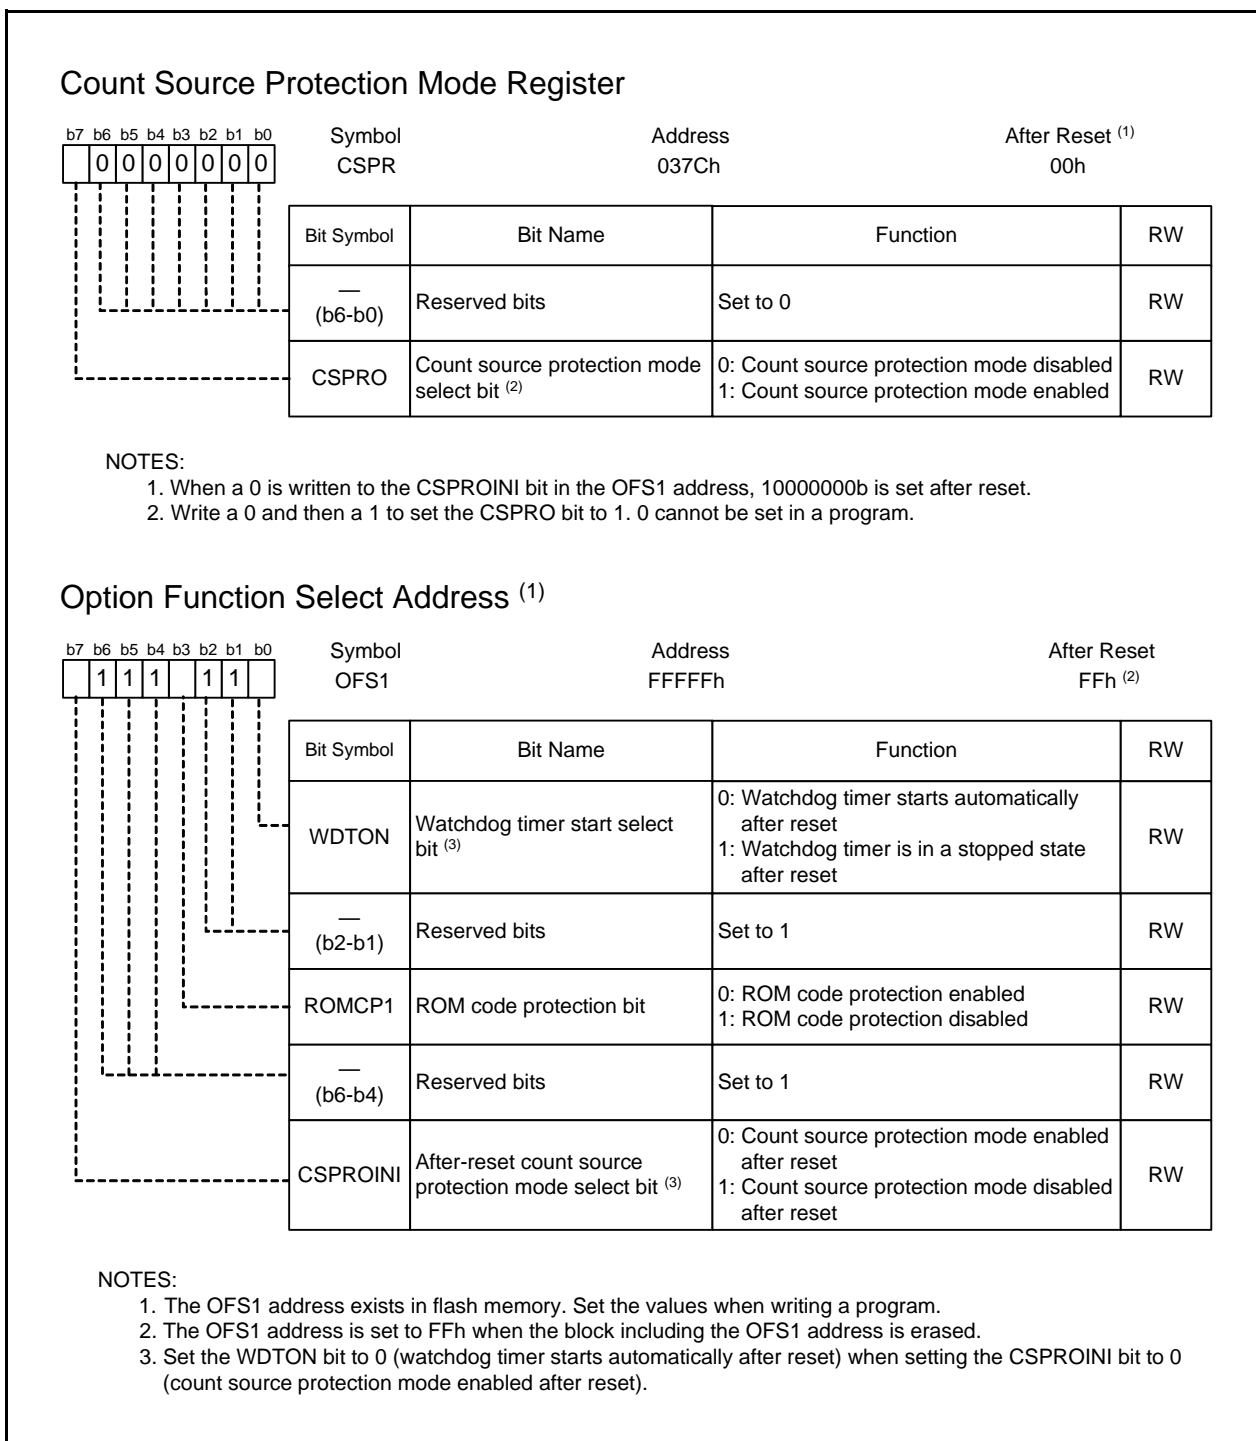 Count Source Protection Mode Register
b7 b6 b5 b4 b3 b2 b1 b0 Symbol Address After Reset (1)
0 0 0 0 0 0 0 CSPR 037Ch 00h
Bit Symbol Bit Name Function RW
—
(b6-b0) Reserved bits Set to 0 RW
CSPRO Count source protection mode 0: Count source protection mode disabled RW
select bit (2) 1: Count source protection mode enabled
NOTES:
1. When a 0 is written to the CSPROINI bit in the OFS1 address, 10000000b is set after reset.
2. Write a 0 and then a 1 to set the CSPRO bit to 1. 0 cannot be set in a program.
Option Function Select Address (1)
b7 b6 b5 b4 b3 b2 b1 b0 Symbol Address After Reset
1 1 1 1 1 OFS1 FFFFFh FFh (2)
Bit Symbol Bit Name Function RW
WDTON Watchdog timer start select 0: Watchdog timer starts automatically RW
bit (3) after reset
1: Watchdog timer is in a stopped state
after reset
—
(b2-b1) Reserved bits Set to 1 RW
ROMCP1 ROM code protection bit 0: ROM code protection enabled RW
1: ROM code protection disabled
—
(b6-b4) Reserved bits Set to 1 RW
CSPROINI After-reset count source 0: Count source protection mode enabled RW
protection mode select bit (3) after reset
1: Count source protection mode disabled
after reset
NOTES:
1. The OFS1 address exists in flash memory. Set the values when writing a program.
2. The OFS1 address is set to FFh when the block including the OFS1 address is erased.
3. Set the WDTON bit to 0 (watchdog timer starts automatically after reset) when setting the CSPROINI bit to 0
(count source protection mode enabled after reset).